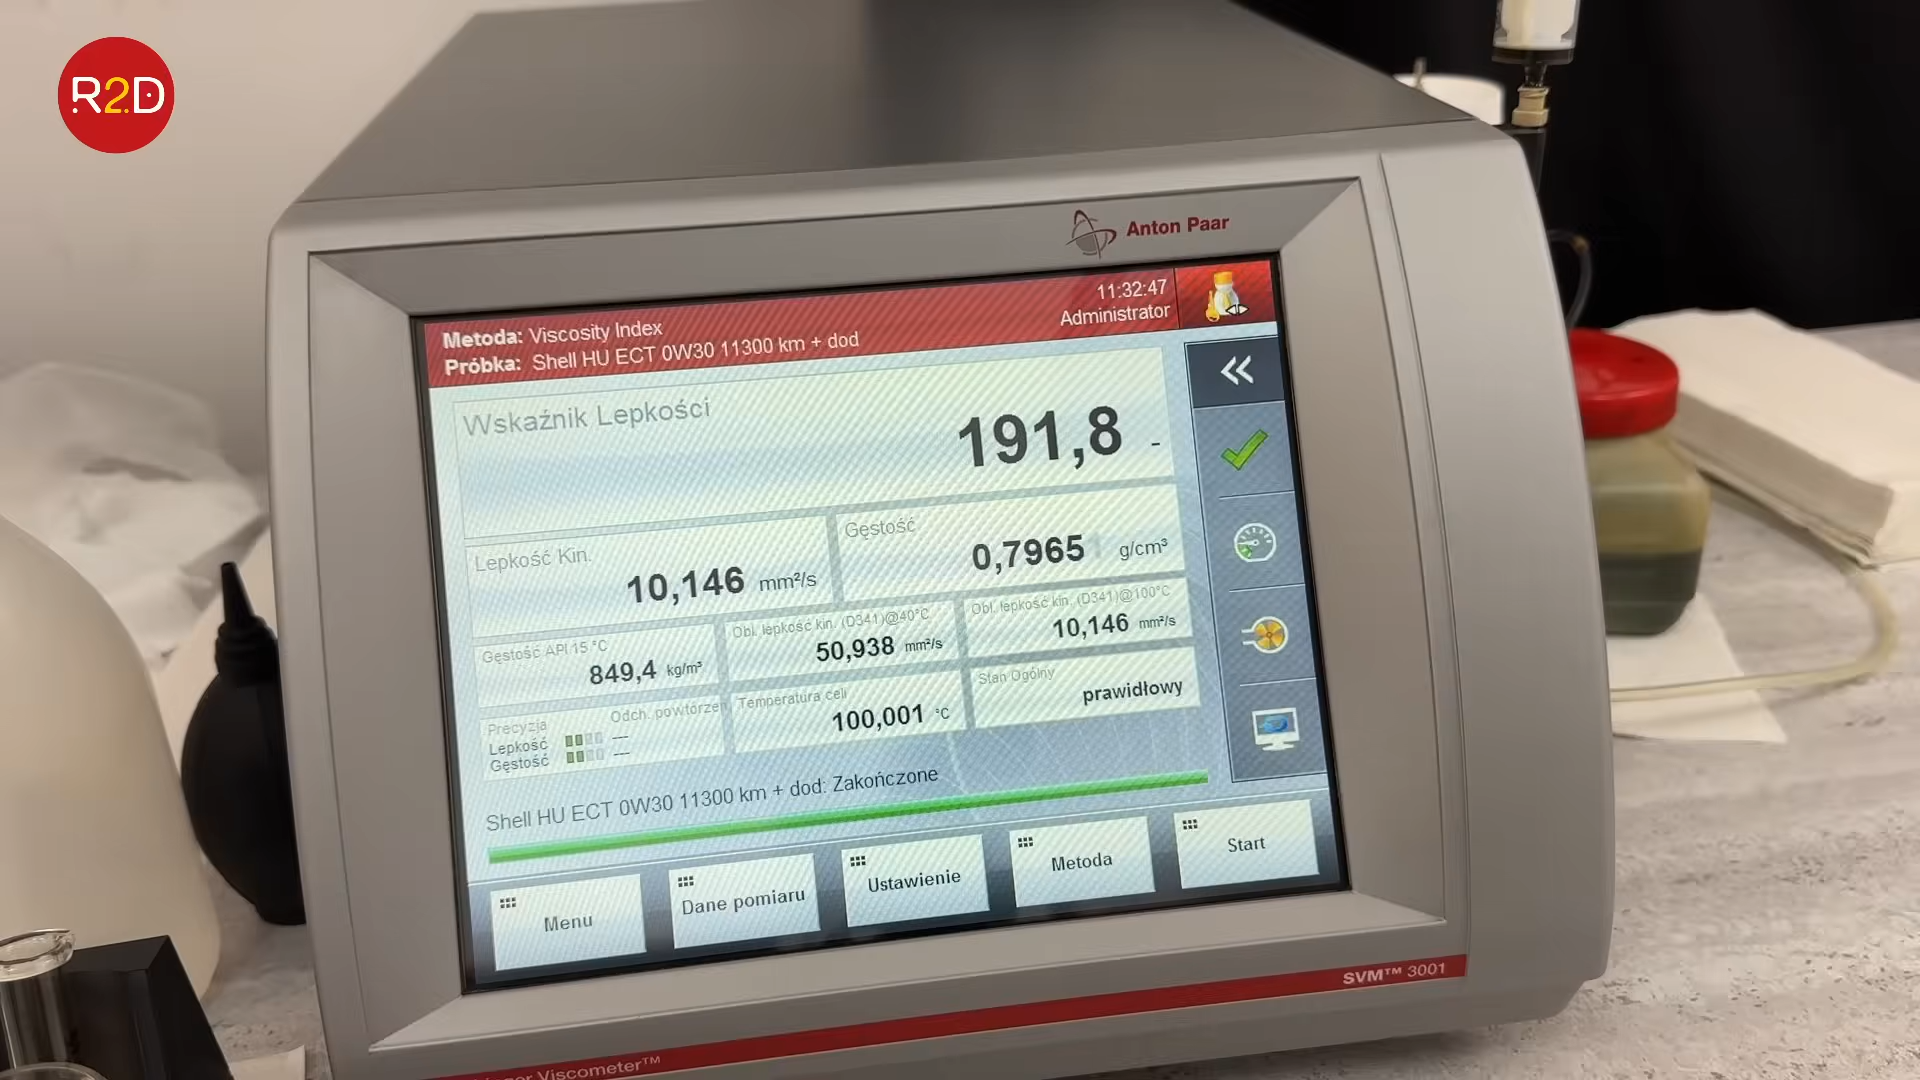 R2D
Anton Paar
Metoda: Viscosity Index
11:32:47
Próbka: Shell HU ECT 0W30 11300 km + dod
Administrator
Wskaźnik Lepkości
191,8 -
Lepkość Kin.
10,146 mm²/s
Gęstość
0,7965 g/cm³
Gęstość API 15 °C
849,4 kg/m³
Obl. lepkość kin. (D341)@40°C
50,938 mm²/s
Obl. lepkość kin. (D341)@100°C
10,146 mm²/s
Precyzja
Odch. powtórzeń
Lepkość ---
Gęstość ---
Temperatura celi
100,001 °C
Stan Ogólny
prawidłowy
Shell HU ECT 0W30 11300 km + dod: Zakończone
Menu
Dane pomiaru
Ustawienie
Metoda
Start
SVM™ 3001
Viscometer™